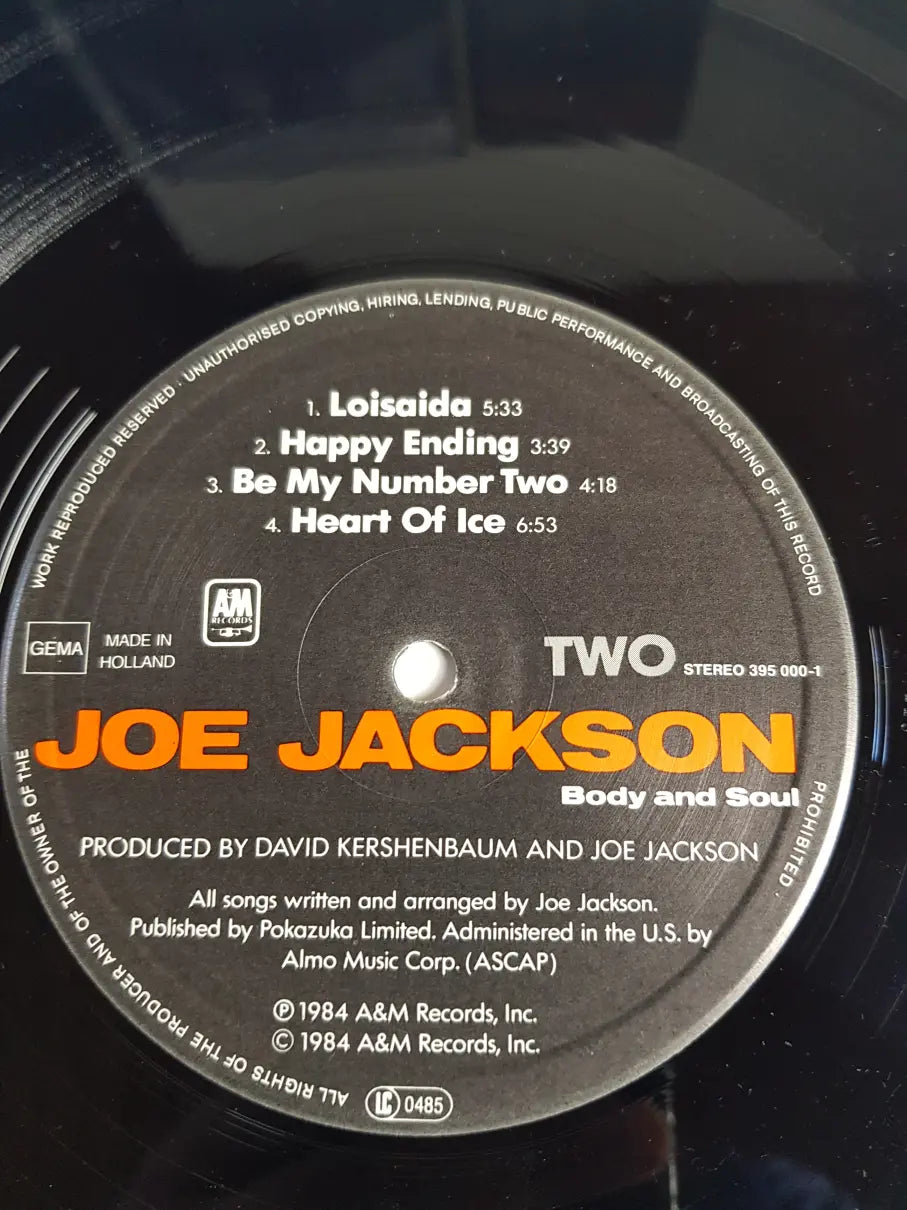 WORK REPRODUCED RESERVED · UNAUTHORISED COPYING, HIRING, LENDING, PUBLIC PERFORMANCE AND BROADCASTING OF THIS RECORD
1. Loisaida 5:33
2. Happy Ending 3:39
3. Be My Number Two 4:18
4. Heart Of Ice 6:53
AM
RECORDS
GEMA
MADE IN
HOLLAND
TWO STEREO 395 000-1
JOE JACKSON
Body and Soul
PRODUCED BY DAVID KERSHENBAUM AND JOE JACKSON
All songs written and arranged by Joe Jackson.
Published by Pokazuka Limited. Administered in the U.S. by
Almo Music Corp. (ASCAP)
℗ 1984 A&M Records, Inc.
© 1984 A&M Records, Inc.
LC 0485
PROHIBITED ·
ALL RIGHTS OF THE PRODUCER AND OF THE OWNER OF THE